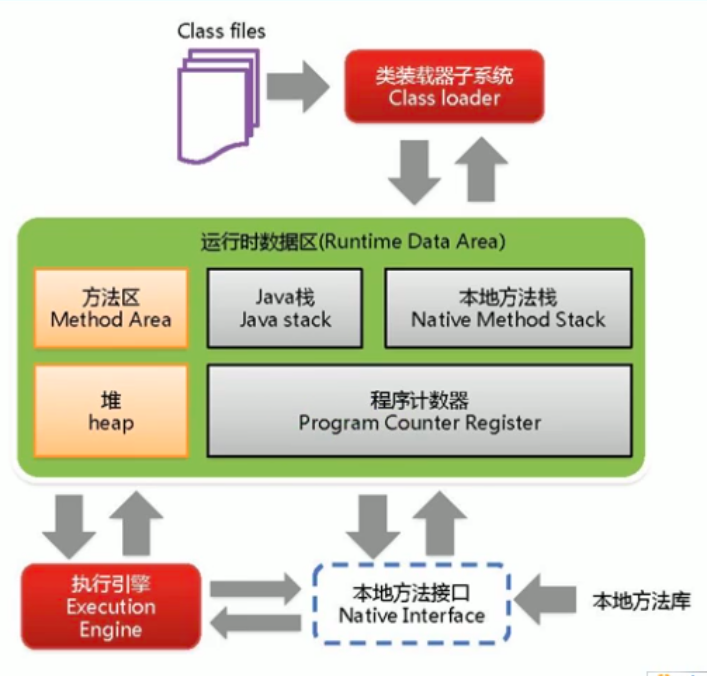 Class files
类装载器子系统
Class loader
运行时数据区(Runtime Data Area)
方法区
Method Area
Java栈
Java stack
本地方法栈
Native Method Stack
堆
heap
程序计数器
Program Counter Register
执行引擎
Execution
Engine
本地方法接口
Native Interface
本地方法库